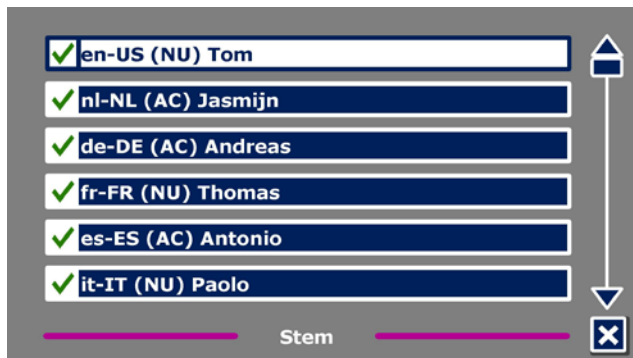 en-US (NU) Tom
nl-NL (AC) Jasmijn
de-DE (AC) Andreas
fr-FR (NU) Thomas
es-ES (AC) Antonio
it-IT (NU) Paolo
Stem